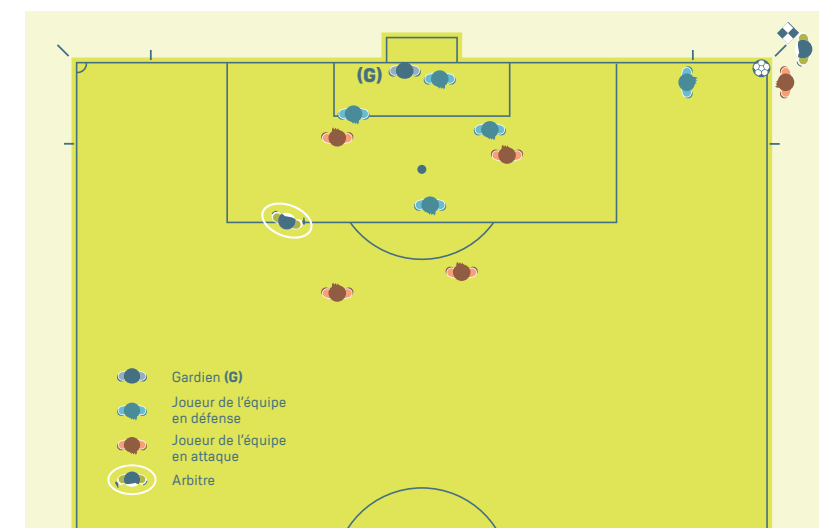 (G)
Gardien (G)
Joueur de l'équipe
en défense
Joueur de l'équipe
en attaque
Arbitre